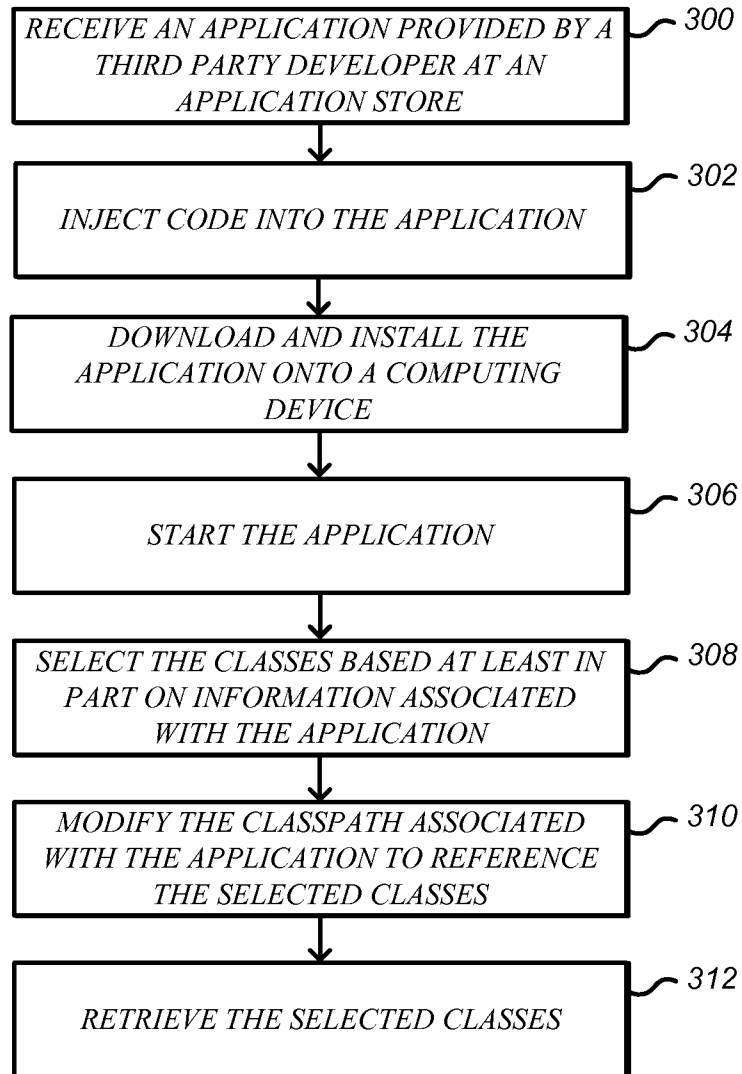 RECEIVE AN APPLICATION PROVIDED BY A
THIRD PARTY DEVELOPER AT AN
APPLICATION STORE
300
INJECT CODE INTO THE APPLICATION
302
DOWNLOAD AND INSTALL THE
APPLICATION ONTO A COMPUTING
DEVICE
304
START THE APPLICATION
306
SELECT THE CLASSES BASED AT LEAST IN
PART ON INFORMATION ASSOCIATED
WITH THE APPLICATION
308
MODIFY THE CLASSPATH ASSOCIATED
WITH THE APPLICATION TO REFERENCE
THE SELECTED CLASSES
310
RETRIEVE THE SELECTED CLASSES
312